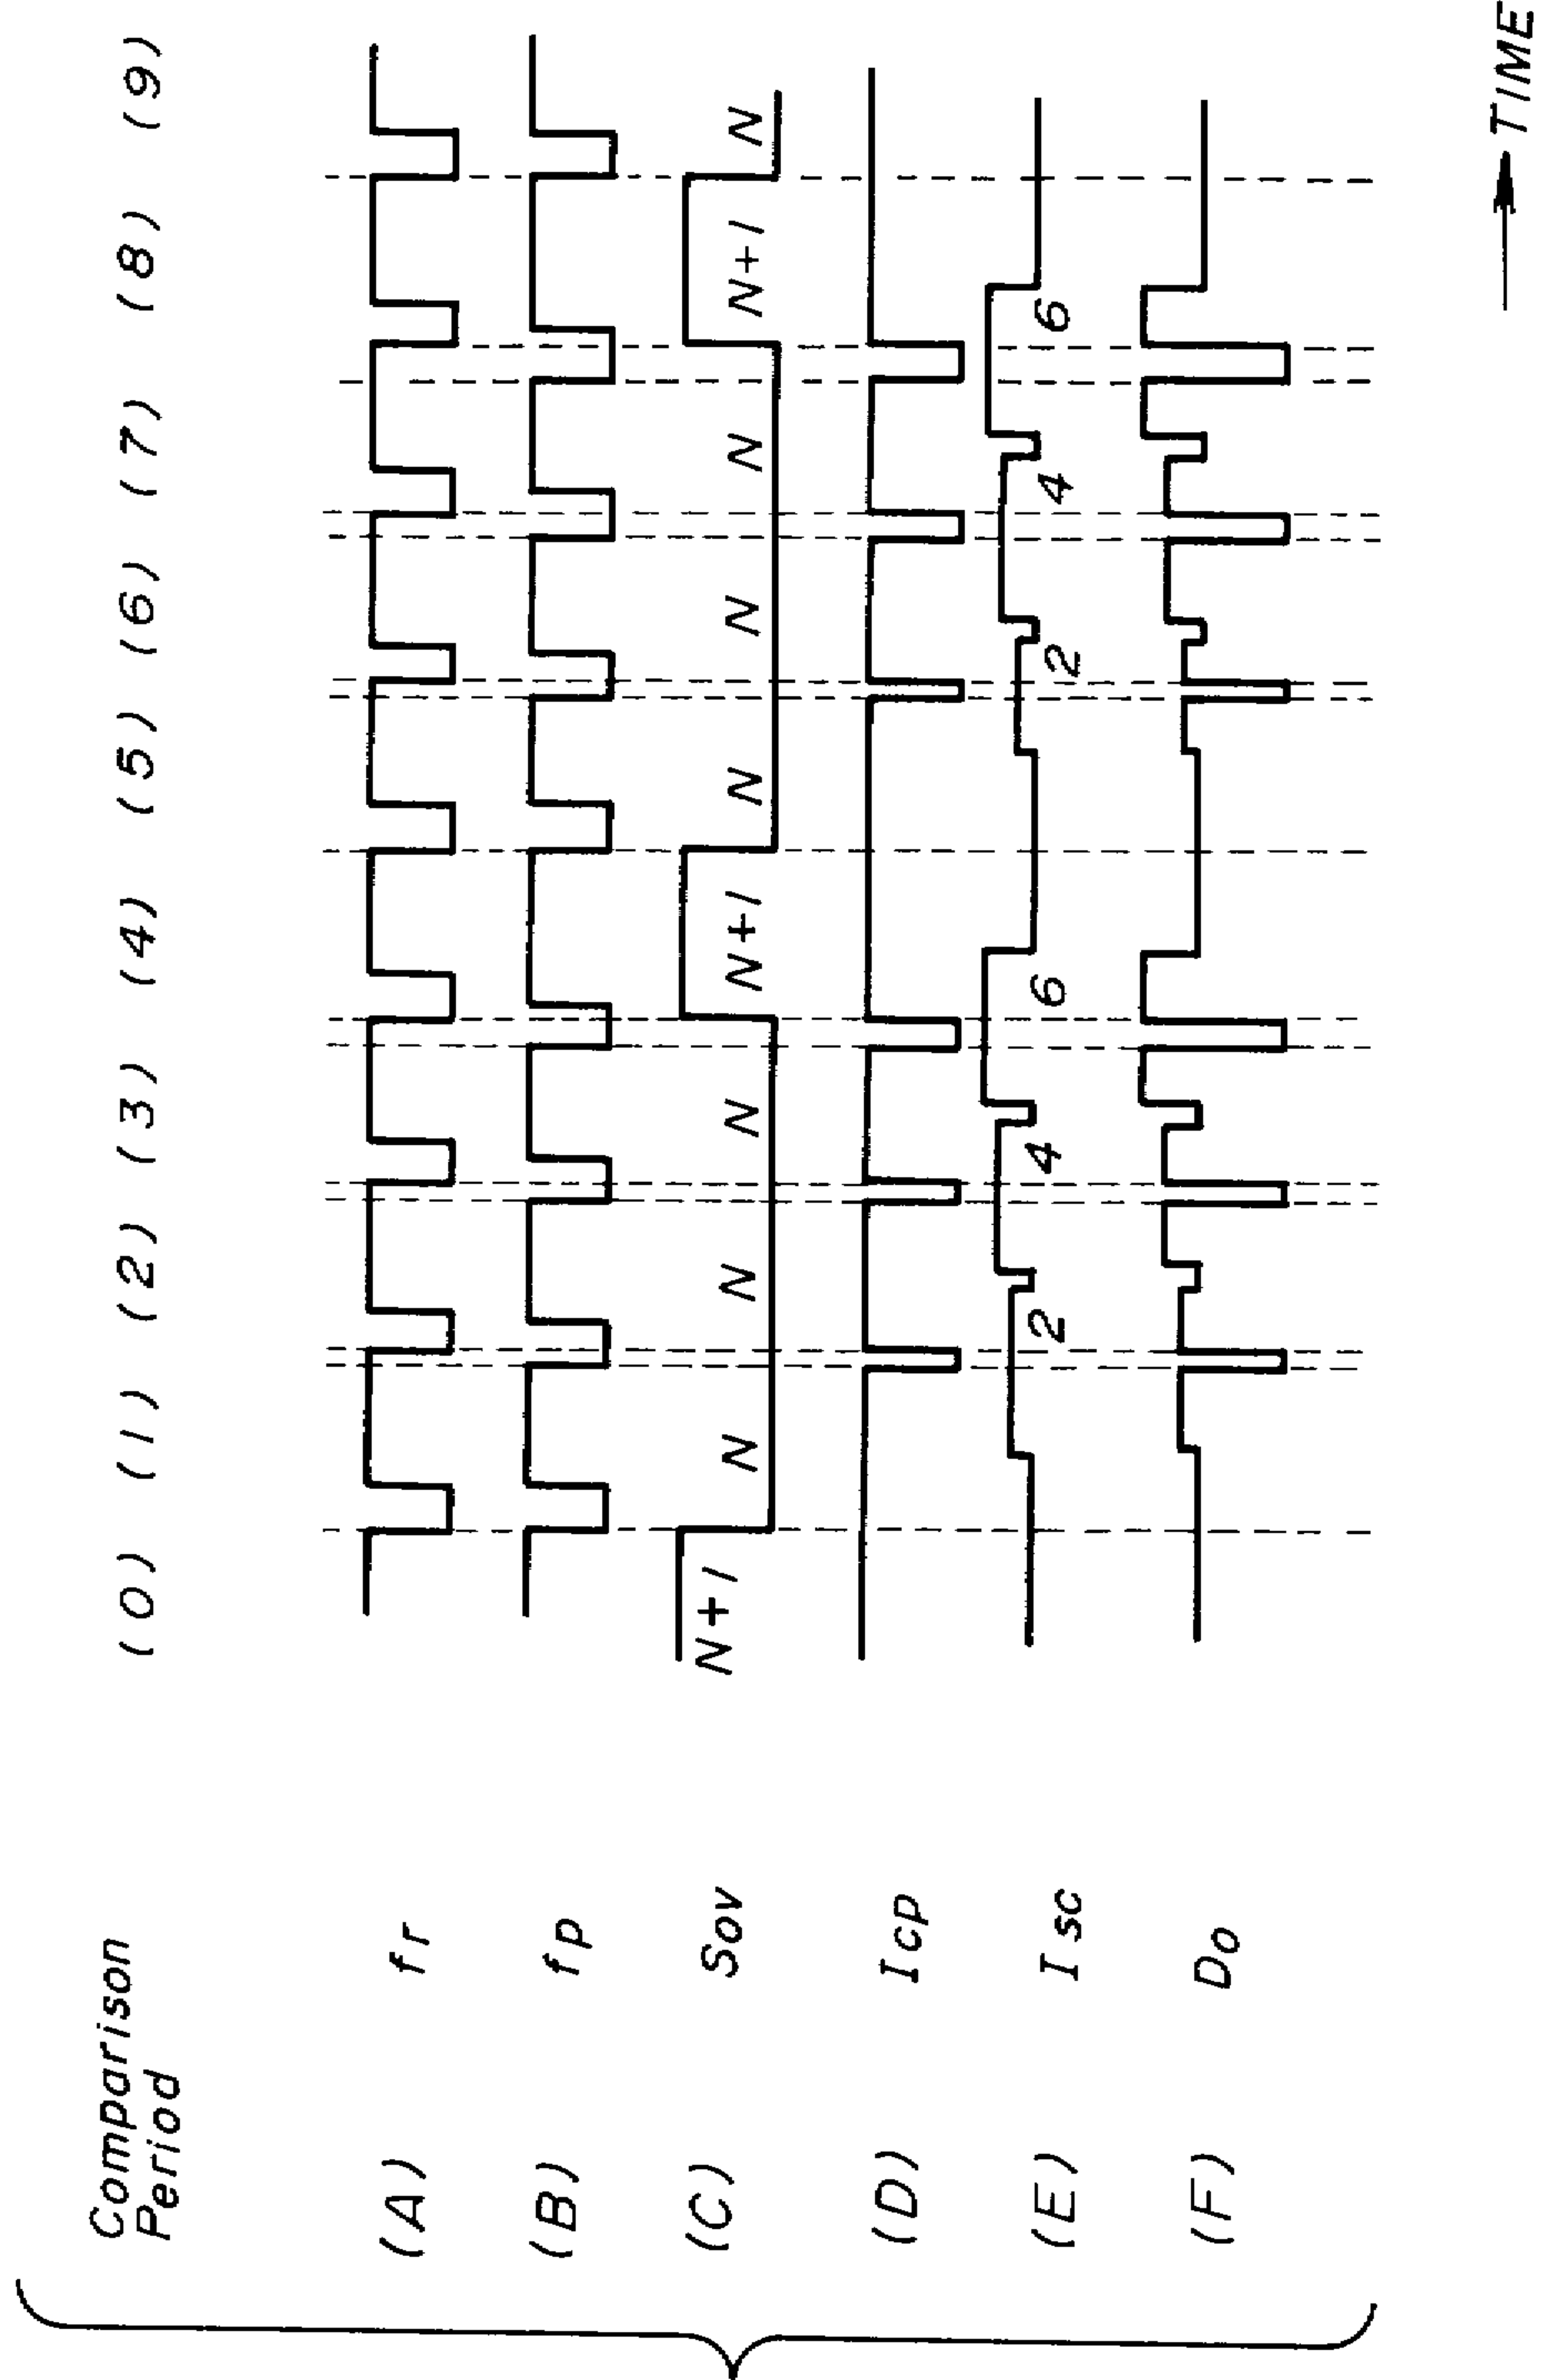 Comparison
Period
(0) (1) (2) (3) (4) (5) (6) (7) (8) (9)
(A) fr
(B) fp
(C) Sov
N+1 N N N N+1 N N N N+1 N
(D) Icp
(E) Isc
2 4 6 2 4 6
(F) Do
TIME